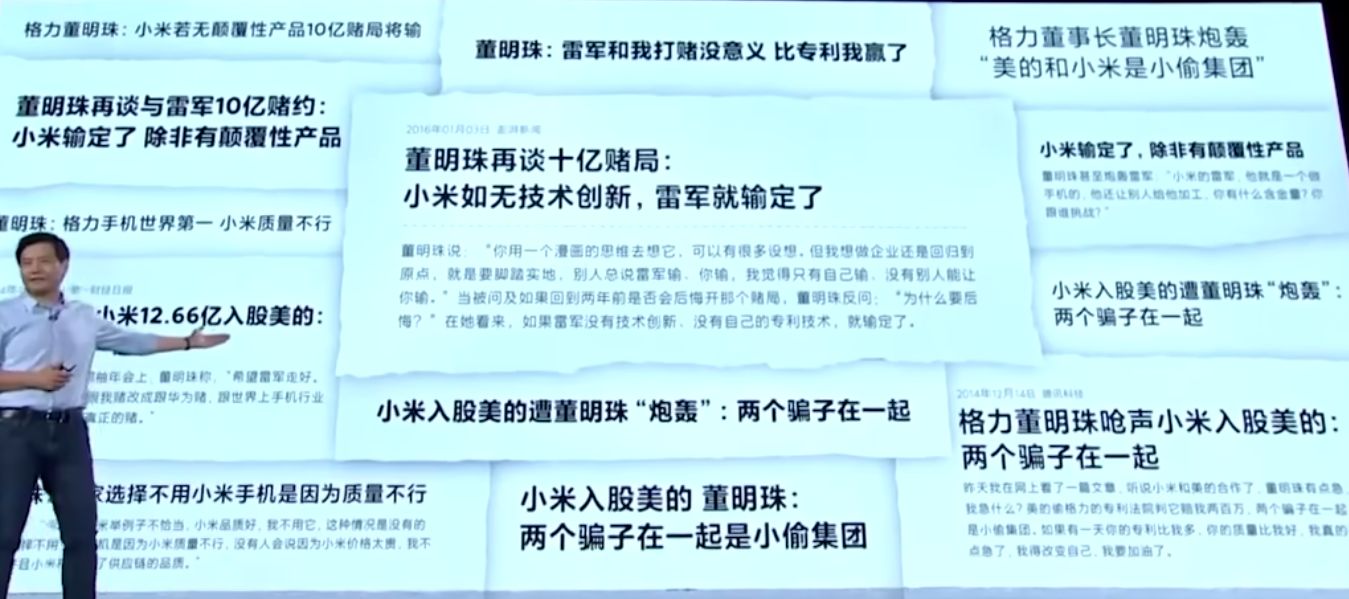 格力董明珠：小米若无颠覆性产品10亿赌局将输
董明珠：雷军和我打赌没意义 比专利我赢了
格力董事长董明珠炮轰
“美的和小米是小偷集团”
董明珠再谈与雷军10亿赌约：
小米输定了 除非有颠覆性产品
2016年01月03日 澎湃新闻
董明珠再谈十亿赌局：
小米如无技术创新，雷军就输定了
董明珠说：“你用一个漫画的思维去想它，可以有很多设想。但我想做企业还是回归到
原点，就是要脚踏实地，别人总说雷军输、你输，我觉得只有自己输、没有别人能让
你输。”当被问及如果回到两年前是否会后悔开那个赌局，董明珠反问：“为什么要后
悔？”在她看来，如果雷军没有技术创新、没有自己的专利技术，就输定了。
小米输定了，除非有颠覆性产品
董明珠甚至炮轰雷军：“小米的雷军，他就是一个做
手机的，他还让别人给他加工，你有什么含金量？你
跟谁挑战？”
董明珠：格力手机世界第一 小米质量不行
第一财经日报
小米12.66亿入股美的：
领袖年会上，董明珠称，“希望雷军走好。
跟我赌改成跟华为赌，跟世界上手机行业
真正的赌。”
小米入股美的遭董明珠“炮轰”：
两个骗子在一起
小米入股美的遭董明珠“炮轰”：两个骗子在一起
2014年12月14日 腾讯科技
格力董明珠呛声小米入股美的：
两个骗子在一起
昨天我在网上看了一篇文章，听说小米和美的合作了，董明珠有点急，
我急什么？美的偷格力的专利法院判它赔我两百万，两个骗子在一起
是小偷集团。如果有一天你的专利比我多，你的质量比我好，我真的
点急了，我得改变自己，我要加油了。
家选择不用小米手机是因为质量不行
米举例子不恰当，小米品质好，我不用它，这种情况是没有的
机是因为小米质量不行，没有人会说因为小米价格太贵，我不
了供应链的品质。”
小米入股美的 董明珠：
两个骗子在一起是小偷集团